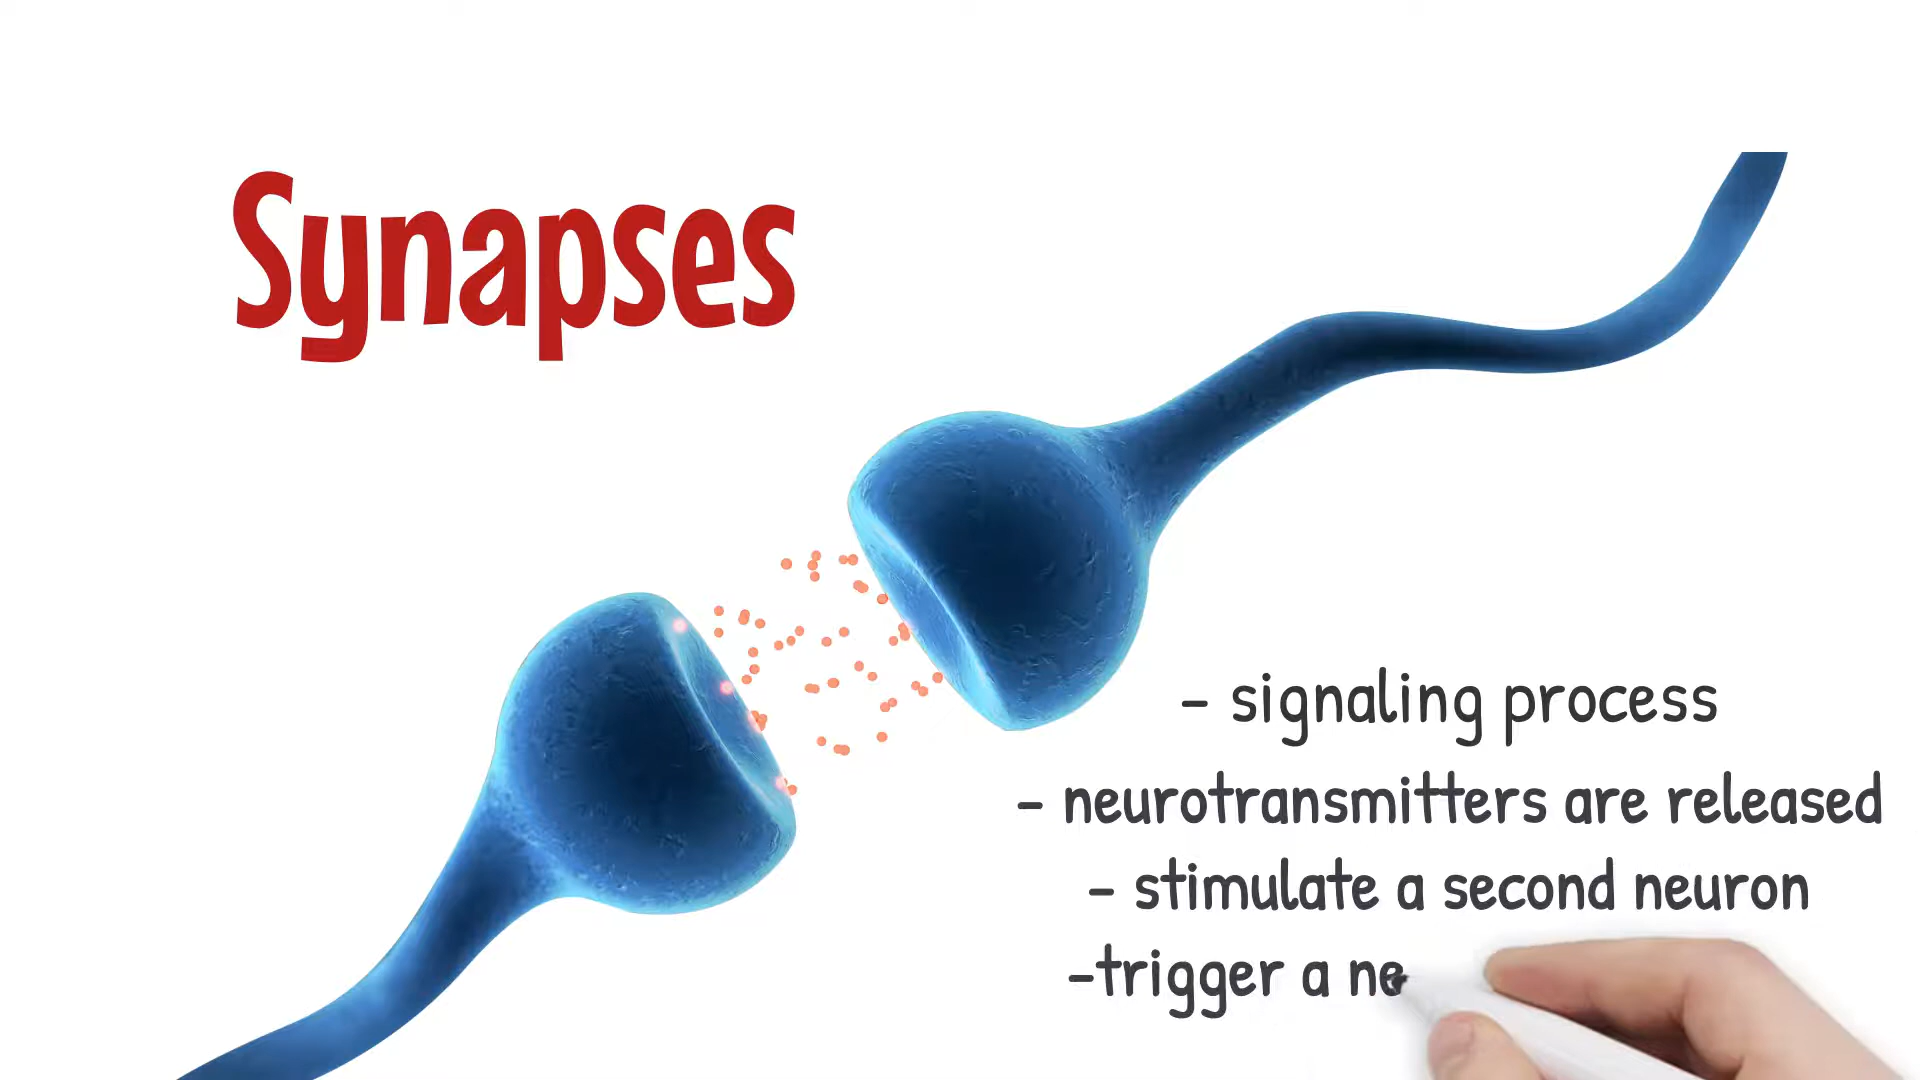 Synapses
- signaling process
- neurotransmitters are released
- stimulate a second neuron
-trigger a ne